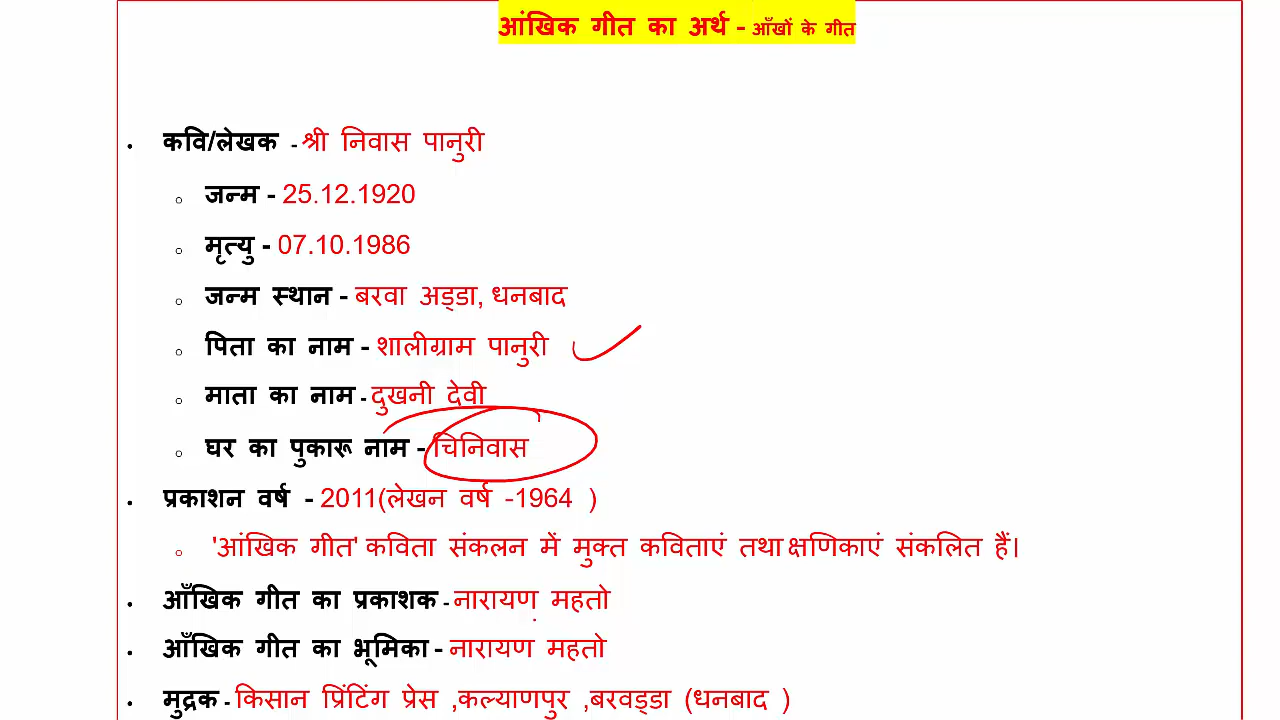 आंखिक गीत का अर्थ - आँखों के गीत
• कवि/लेखक - श्री निवास पानुरी
○ जन्म - 25.12.1920
○ मृत्यु - 07.10.1986
○ जन्म स्थान - बरवा अड्डा, धनबाद
○ पिता का नाम - शालीग्राम पानुरी
○ माता का नाम - दुखनी देवी
○ घर का पुकारू नाम - चिनिवास
• प्रकाशन वर्ष - 2011(लेखन वर्ष -1964 )
○ 'आंखिक गीत' कविता संकलन में मुक्त कविताएं तथा क्षणिकाएं संकलित हैं।
• आँखिक गीत का प्रकाशक - नारायण महतो
• आँखिक गीत का भूमिका - नारायण महतो
• मुद्रक - किसान प्रिंटिंग प्रेस ,कल्याणपुर ,बरवड्डा (धनबाद )